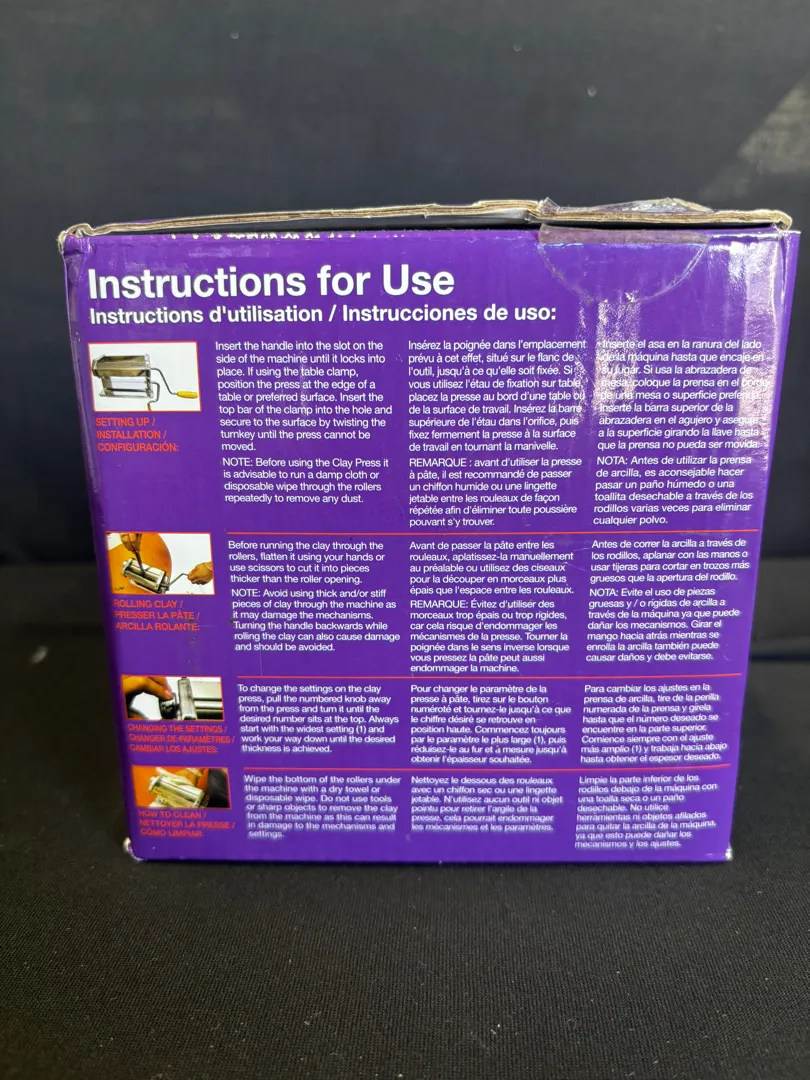 Instructions for Use
Instructions d'utilisation / Instrucciones de uso:
SETTING UP /
INSTALLATION /
CONFIGURACIÓN:
Insert the handle into the slot on the
side of the machine until it locks into
place. If using the table clamp,
position the press at the edge of a
table or preferred surface. Insert the
top bar of the clamp into the hole and
secure to the surface by twisting the
turnkey until the press cannot be
moved.
NOTE: Before using the Clay Press it
is advisable to run a damp cloth or
disposable wipe through the rollers
repeatedly to remove any dust.
Insérez la poignée dans l'emplacement
prévu à cet effet, situé sur le flanc de
l'outil, jusqu'à ce qu'elle soit fixée. Si
vous utilisez l'étau de fixation sur table,
placez la presse au bord d'une table ou
de la surface de travail. Insérez la barre
supérieure de l'étau dans l'orifice, puis
fixez fermement la presse à la surface
de travail en tournant la manivelle.
REMARQUE : avant d'utiliser la presse
à pâte, il est recommandé de passer
un chiffon humide ou une lingette
jetable entre les rouleaux de façon
répétée afin d'éliminer toute poussière
pouvant s'y trouver.
Inserte el asa en la ranura del lado
de la máquina hasta que encaje en
su lugar. Si usa la abrazadera de
mesa, coloque la prensa en el borde
de una mesa o superficie preferida.
Inserte la barra superior de la
abrazadera en el agujero y asegure
a la superficie girando la llave hasta
que la prensa no pueda ser movida.
NOTA: Antes de utilizar la prensa
de arcilla, es aconsejable hacer
pasar un paño húmedo o una
toallita desechable a través de los
rodillos varias veces para eliminar
cualquier polvo.
ROLLING CLAY /
PRESSER LA PÂTE /
ARCILLA ROLANTE:
Before running the clay through the
rollers, flatten it using your hands or
use scissors to cut it into pieces
thicker than the roller opening.
NOTE: Avoid using thick and/or stiff
pieces of clay through the machine as
it may damage the mechanisms.
Turning the handle backwards while
rolling the clay can also cause damage
and should be avoided.
Avant de passer la pâte entre les
rouleaux, aplatissez-la manuellement
au préalable ou utilisez des ciseaux
pour la découper en morceaux plus
épais que l'espace entre les rouleaux.
REMARQUE: Évitez d'utiliser des
morceaux trop épais ou trop rigides,
car cela risque d'endommager les
mécanismes de la presse. Tourner la
poignée dans le sens inverse lorsque
vous pressez la pâte peut aussi
endommager la machine.
Antes de correr la arcilla a través de
los rodillos, aplanar con las manos o
usar tijeras para cortar en trozos más
gruesos que la apertura del rodillo.
NOTA: Evite el uso de piezas
gruesas y / o rígidas de arcilla a
través de la máquina ya que puede
dañar los mecanismos. Girar el
mango hacia atrás mientras se
enrolla la arcilla también puede
causar daños y debe evitarse.
CHANGING THE SETTINGS /
CHANGER DE PARAMÈTRES /
CAMBIAR LOS AJUSTES:
To change the settings on the clay
press, pull the numbered knob away
from the press and turn it until the
desired number sits at the top. Always
start with the widest setting (1) and
work your way down until the desired
thickness is achieved.
Pour changer le paramètre de la
presse à pâte, tirez sur le bouton
numéroté et tournez-le jusqu'à ce que
le chiffre désiré se retrouve en
position haute. Commencez toujours
par le paramètre le plus large (1), puis
réduisez-le au fur et à mesure jusqu'à
obtenir l'épaisseur souhaitée.
Para cambiar los ajustes en la
prensa de arcilla, tire de la perilla
numerada de la prensa y gírela
hasta que el número deseado se
encuentre en la parte superior.
Comience siempre con el ajuste
más amplio (1) y trabaja hacia abajo
hasta obtener el espesor deseado.
HOW TO CLEAN /
NETTOYER LA PRESSE /
CÓMO LIMPIAR
Wipe the bottom of the rollers under
the machine with a dry towel or
disposable wipe. Do not use tools
or sharp objects to remove the clay
from the machine as this can result
in damage to the mechanisms and
settings.
Nettoyez le dessous des rouleaux
avec un chiffon sec ou une lingette
jetable. N'utilisez aucun outil ni objet
pointu pour retirer l'argile de la
presse, cela pourrait endommager
les mécanismes et les paramètres.
Limpie la parte inferior de los
rodillos debajo de la máquina con
una toalla seca o un paño
desechable. No utilice
herramientas ni objetos afilados
para quitar la arcilla de la máquina,
ya que esto puede dañar los
mecanismos y los ajustes.